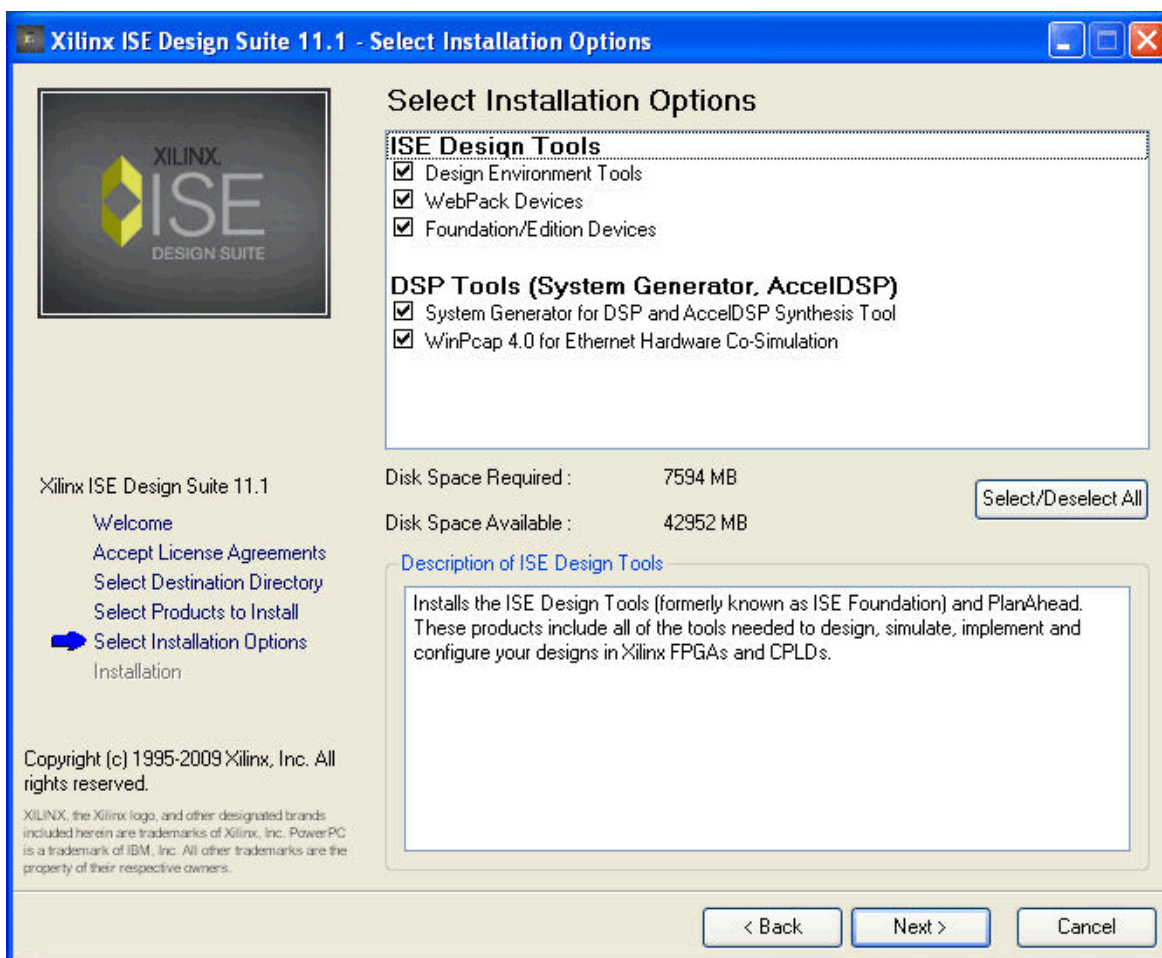 Xilinx ISE Design Suite 11.1 - Select Installation Options
XILINX.
ISE
DESIGN SUITE
Select Installation Options
ISE Design Tools
Design Environment Tools
WebPack Devices
Foundation/Edition Devices
DSP Tools (System Generator, AccelDSP)
System Generator for DSP and AccelDSP Synthesis Tool
WinPcap 4.0 for Ethernet Hardware Co-Simulation
Disk Space Required : 7594 MB
Disk Space Available : 42952 MB
Select/Deselect All
Xilinx ISE Design Suite 11.1
Welcome
Accept License Agreements
Select Destination Directory
Select Products to Install
Select Installation Options
Installation
Description of ISE Design Tools
Installs the ISE Design Tools (formerly known as ISE Foundation) and PlanAhead.
These products include all of the tools needed to design, simulate, implement and
configure your designs in Xilinx FPGAs and CPLDs.
Copyright (c) 1995-2009 Xilinx, Inc. All
rights reserved.
XILINX, the Xilinx logo, and other designated brands
included herein are trademarks of Xilinx, Inc. PowerPC
is a trademark of IBM, Inc. All other trademarks are the
property of their respective owners.
< Back
Next >
Cancel